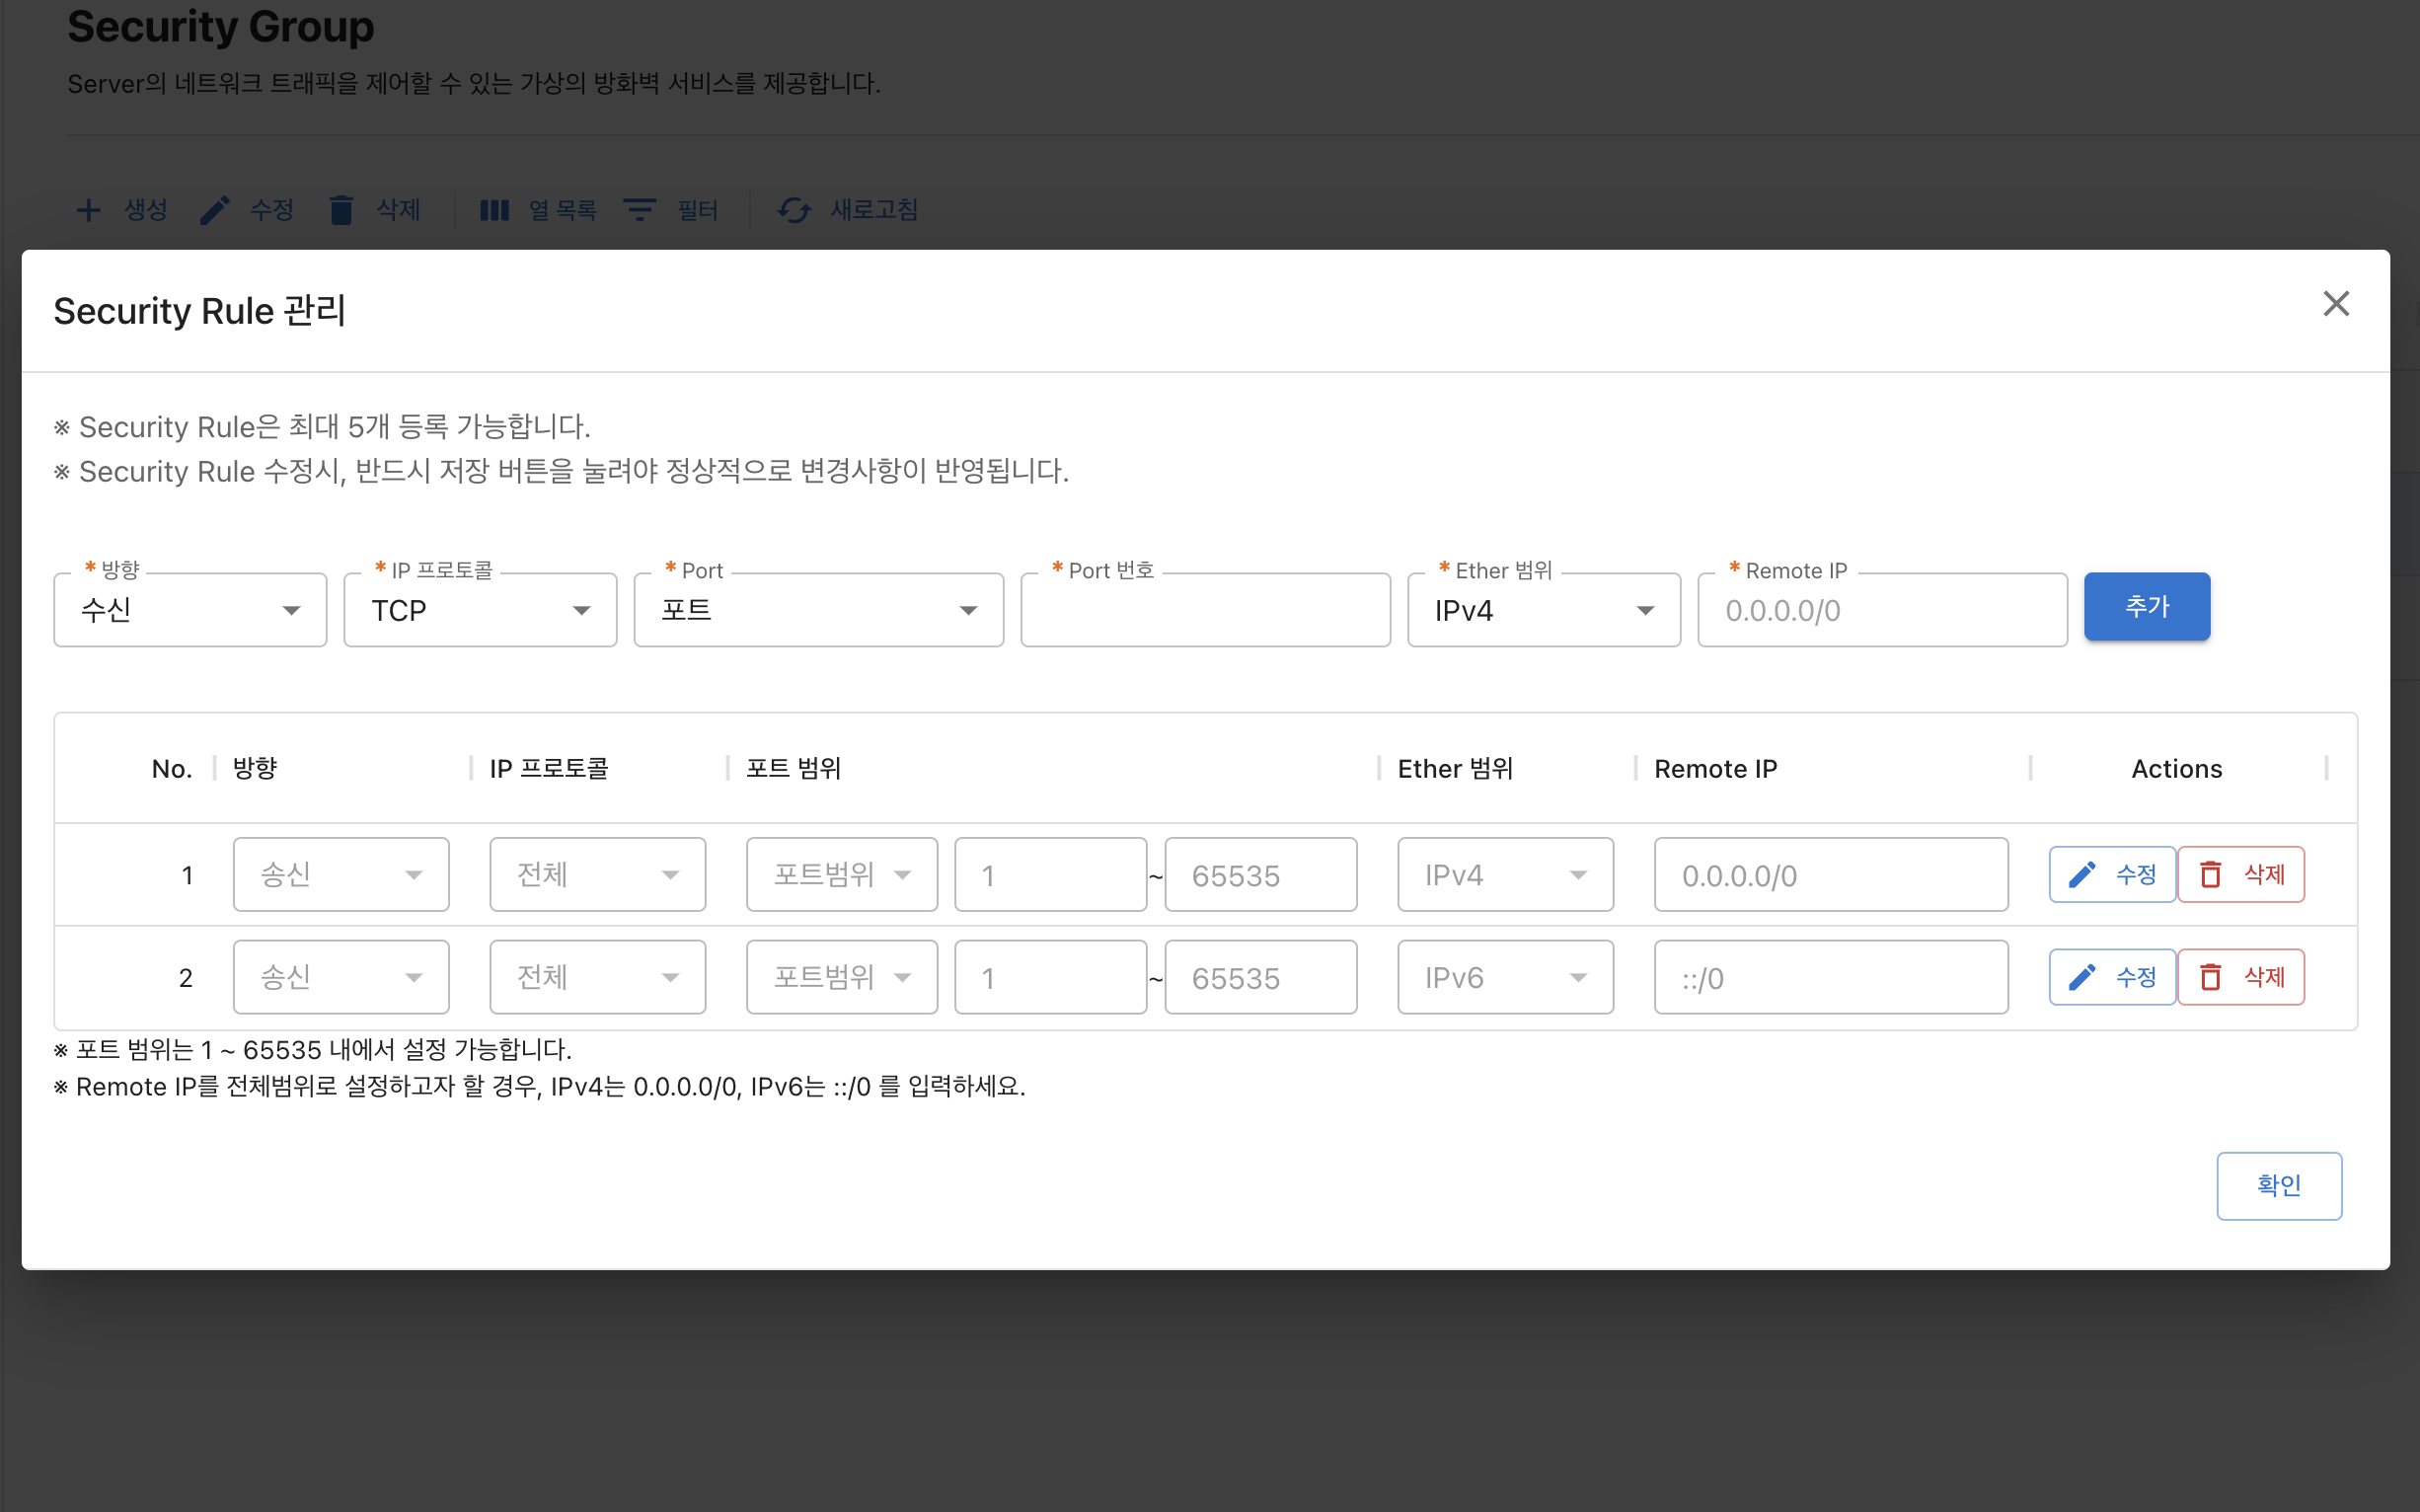 Security Group
Server의 네트워크 트래픽을 제어할 수 있는 가상의 방화벽 서비스를 제공합니다.
생성 수정 삭제 열 목록 필터 새로고침
Security Rule 관리
※ Security Rule은 최대 5개 등록 가능합니다.
※ Security Rule 수정시, 반드시 저장 버튼을 눌려야 정상적으로 변경사항이 반영됩니다.
* 방향 * IP 프로토콜 * Port * Port 번호 * Ether 범위 * Remote IP
수신 TCP 포트 IPv4 0.0.0.0/0 추가
No. 방향 IP 프로토콜 포트 범위 Ether 범위 Remote IP Actions
1 송신 전체 포트범위 1 ~ 65535 IPv4 0.0.0.0/0 수정 삭제
2 송신 전체 포트범위 1 ~ 65535 IPv6 ::/0 수정 삭제
※ 포트 범위는 1 ~ 65535 내에서 설정 가능합니다.
※ Remote IP를 전체범위로 설정하고자 할 경우, IPv4는 0.0.0.0/0, IPv6는 ::/0 를 입력하세요.
확인